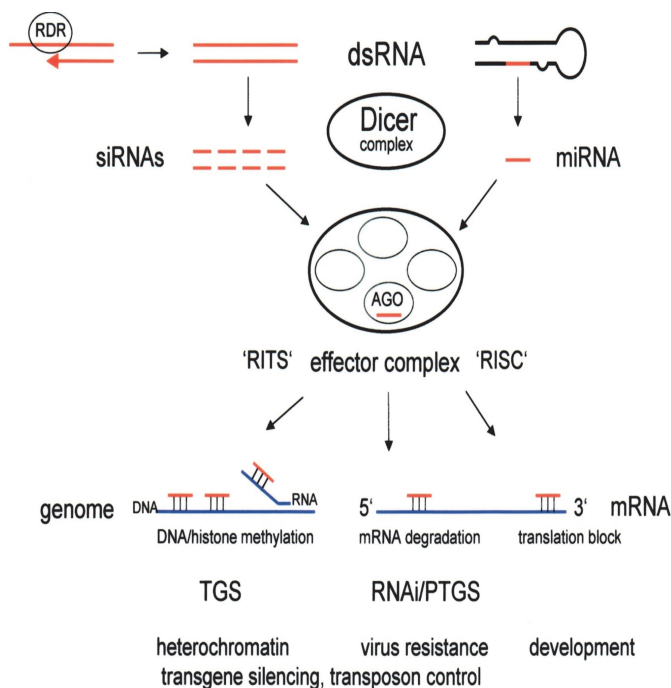 RDR
dsRNA
Dicer
complex
siRNAs
miRNA
AGO
'RITS' effector complex 'RISC'
genome DNA RNA 5' 3' mRNA
DNA/histone methylation mRNA degradation translation block
TGS RNAi/PTGS
heterochromatin virus resistance development
transgene silencing, transposon control